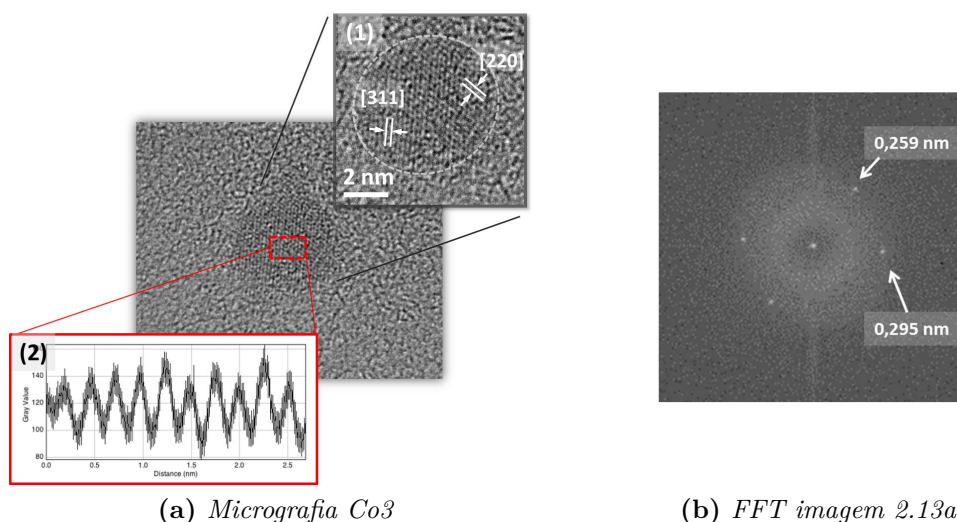 (1)
[220]
[311]
2 nm
0,259 nm
0,295 nm
(2)
Gray Value
140
120
100
80
0.0 0.5 1.0 1.5 2.0 2.5
Distance (nm)
(a) Micrografia Co3
(b) FFT imagem 2.13a